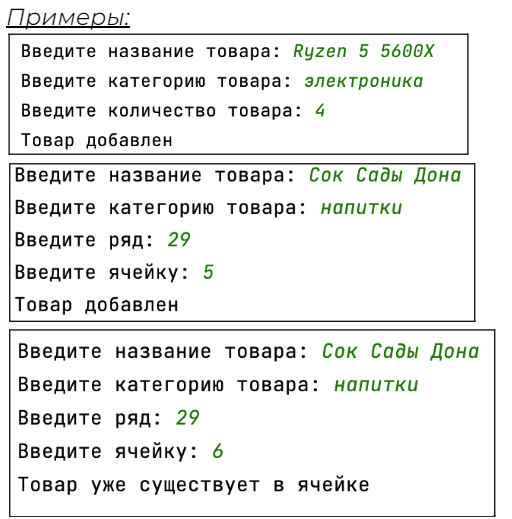 Примеры:
Введите название товара: Ryzen 5 5600X
Введите категорию товара: электроника
Введите количество товара: 4
Товар добавлен
Введите название товара: Сок Сады Дона
Введите категорию товара: напитки
Введите ряд: 29
Введите ячейку: 5
Товар добавлен
Введите название товара: Сок Сады Дона
Введите категорию товара: напитки
Введите ряд: 29
Введите ячейку: 6
Товар уже существует в ячейке